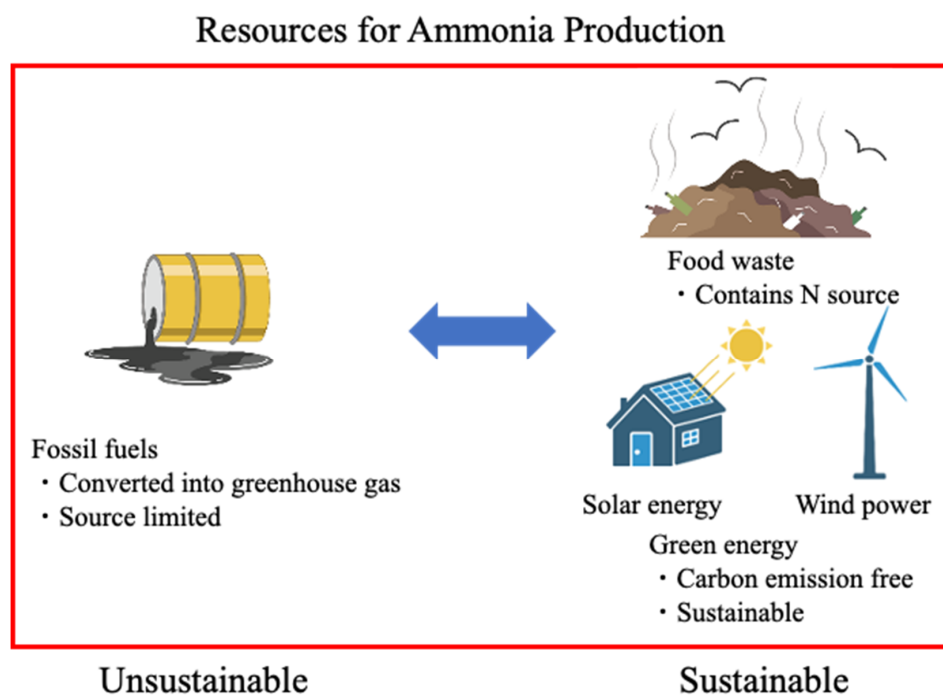 Resources for Ammonia Production
Fossil fuels
・Converted into greenhouse gas
・Source limited
Food waste
・Contains N source
Solar energy
Wind power
Green energy
・Carbon emission free
・Sustainable
Unsustainable
Sustainable